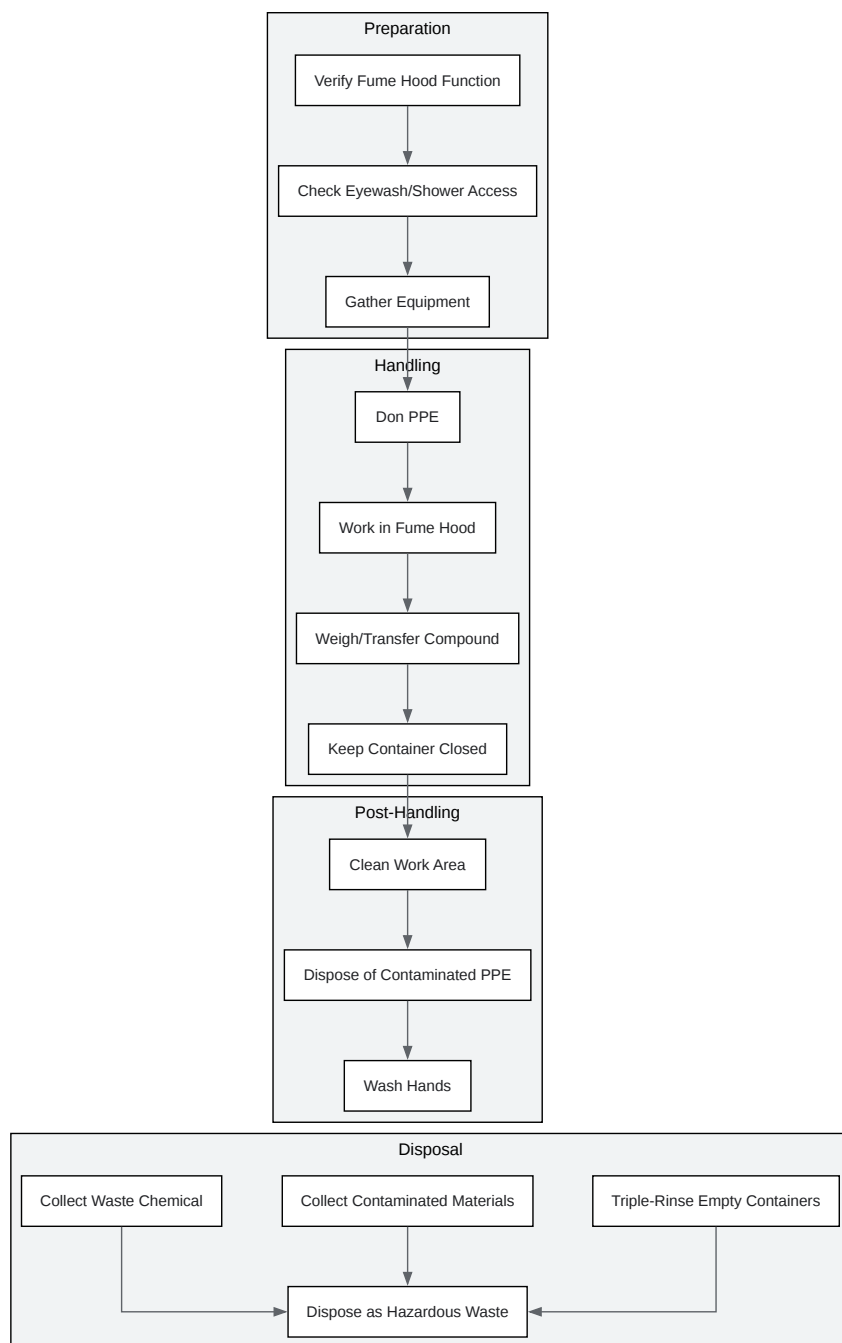 Preparation
Verify Fume Hood Function
Check Eyewash/Shower Access
Gather Equipment
Handling
Don PPE
Work in Fume Hood
Weigh/Transfer Compound
Keep Container Closed
Post-Handling
Clean Work Area
Dispose of Contaminated PPE
Wash Hands
Disposal
Collect Waste Chemical
Collect Contaminated Materials
Triple-Rinse Empty Containers
Dispose as Hazardous Waste